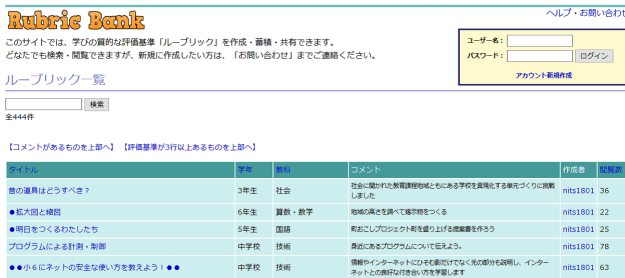 Rubric Bank
ヘルプ・お問い合わせ
このサイトでは、学びの質的な評価基準「ルーブリック」を作成・蓄積・共有できます。
どなたでも検索・閲覧できますが、新規に作成したい方は、「お問い合わせ」までご連絡ください。
ユーザー名：
パスワード：
ログイン
アカウント新規作成
ルーブリック一覧
検索
全444件
【コメントがあるものを上部へ】 【評価基準が3行以上あるものを上部へ】
タイトル 学年 教科 コメント 作成者 閲覧数
昔の道具はどうすべき？ 3年生 社会 社会に開かれた教育課程地域とともにある学校を具現化する単元づくりに挑戦しました nits1801 36
●拡大図と縮図 6年生 算数・数学 地域の高さを調べて掲示物をつくる nits1801 22
●明日をつくるわたしたち 5年生 国語 町おこしプロジェクト町を盛り上げる提案書を作ろう nits1801 25
プログラムによる計測・制御 中学校 技術 身近にあるプログラムについて伝えよう。 nits1801 78
●●小６にネットの安全な使い方を教えよう！●● 中学校 技術 情報やインターネットにひそむ影だけでなく光の部分も説明し、インターネットとの良好な付き合い方を学習します nits1801 63